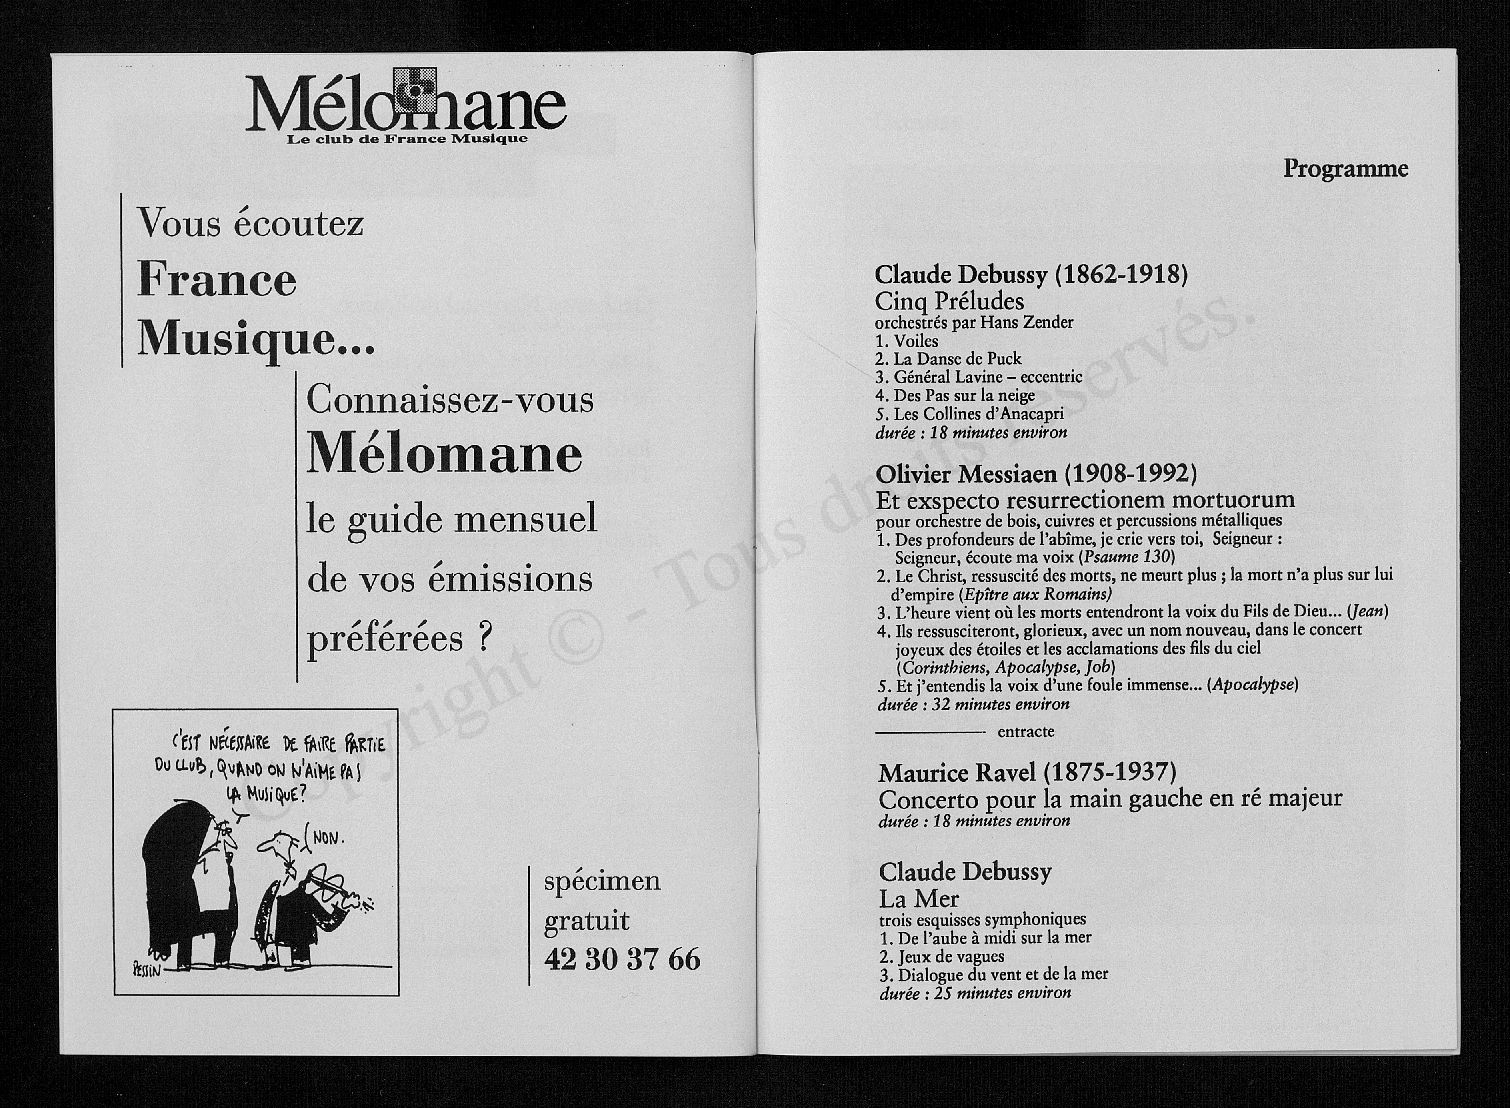 Mélomane
Le club de France Musique
Vous écoutez
France
Musique...
Connaissez-vous
Mélomane
le guide mensuel
de vos émissions
préférées ?
C'EST NÉCESSAIRE DE FAIRE PARTIE
DU CLUB, QUAND ON N'AIME PAS
LA MUSIQUE?
NON.
PESSIN
spécimen
gratuit
42 30 37 66
Programme
Claude Debussy (1862-1918)
Cinq Préludes
orchestrés par Hans Zender
1. Voiles
2. La Danse de Puck
3. Général Lavine – eccentric
4. Des Pas sur la neige
5. Les Collines d'Anacapri
durée : 18 minutes environ
Olivier Messiaen (1908-1992)
Et exspecto resurrectionem mortuorum
pour orchestre de bois, cuivres et percussions métalliques
1. Des profondeurs de l'abîme, je crie vers toi, Seigneur :
Seigneur, écoute ma voix (Psaume 130)
2. Le Christ, ressuscité des morts, ne meurt plus ; la mort n'a plus sur lui
d'empire (Epître aux Romains)
3. L'heure vient où les morts entendront la voix du Fils de Dieu... (Jean)
4. Ils ressusciteront, glorieux, avec un nom nouveau, dans le concert
joyeux des étoiles et les acclamations des fils du ciel
(Corinthiens, Apocalypse, Job)
5. Et j'entendis la voix d'une foule immense... (Apocalypse)
durée : 32 minutes environ
entracte
Maurice Ravel (1875-1937)
Concerto pour la main gauche en ré majeur
durée : 18 minutes environ
Claude Debussy
La Mer
trois esquisses symphoniques
1. De l'aube à midi sur la mer
2. Jeux de vagues
3. Dialogue du vent et de la mer
durée : 25 minutes environ
Copyright © - Tous droits réservés.